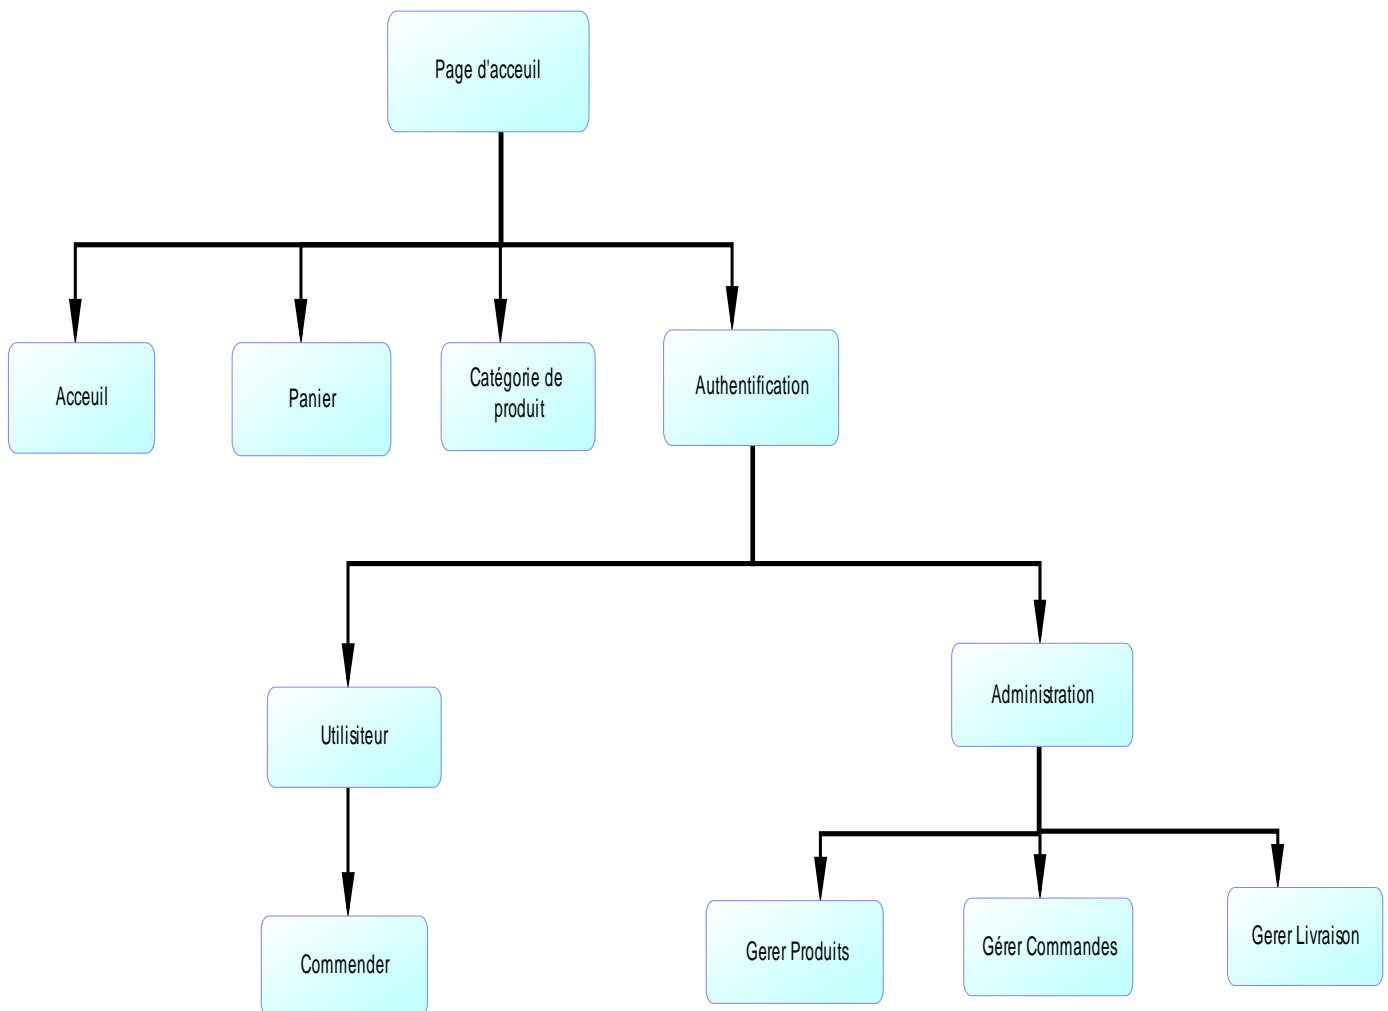 Page d'acceuil
Acceuil
Panier
Catégorie de
produit
Authentification
Utilisiteur
Administration
Commender
Gerer Produits
Gérer Commandes
Gerer Livraison